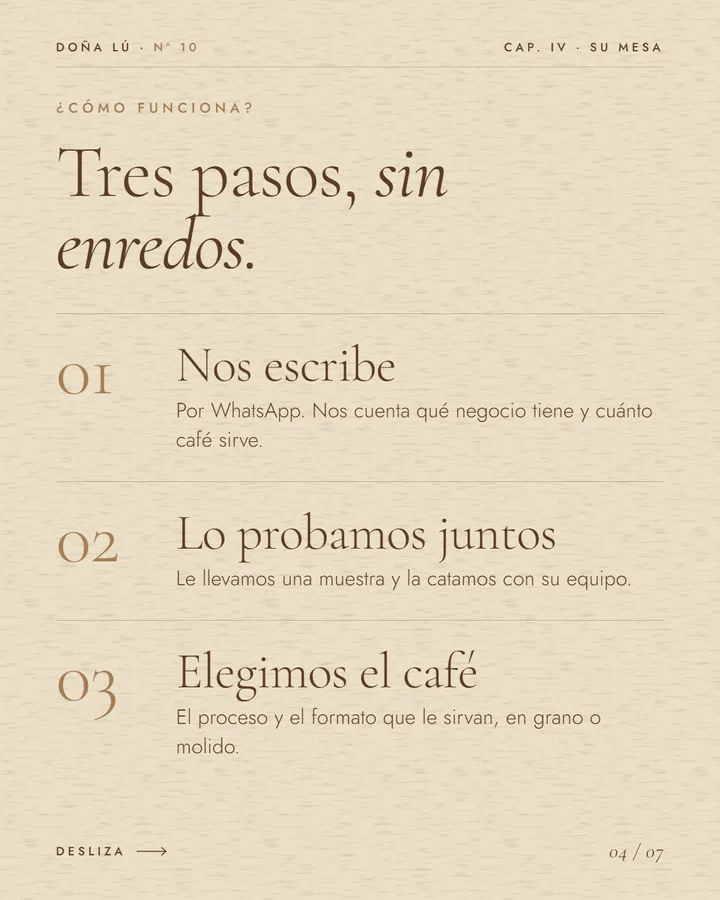 DOÑA LÚ · Nº 10
CAP. IV · SU MESA
¿CÓMO FUNCIONA?
Tres pasos, sin
enredos.
01
Nos escribe
Por WhatsApp. Nos cuenta qué negocio tiene y cuánto
café sirve.
02
Lo probamos juntos
Le llevamos una muestra y la catamos con su equipo.
03
Elegimos el café
El proceso y el formato que le sirvan, en grano o
molido.
DESLIZA
04 / 07